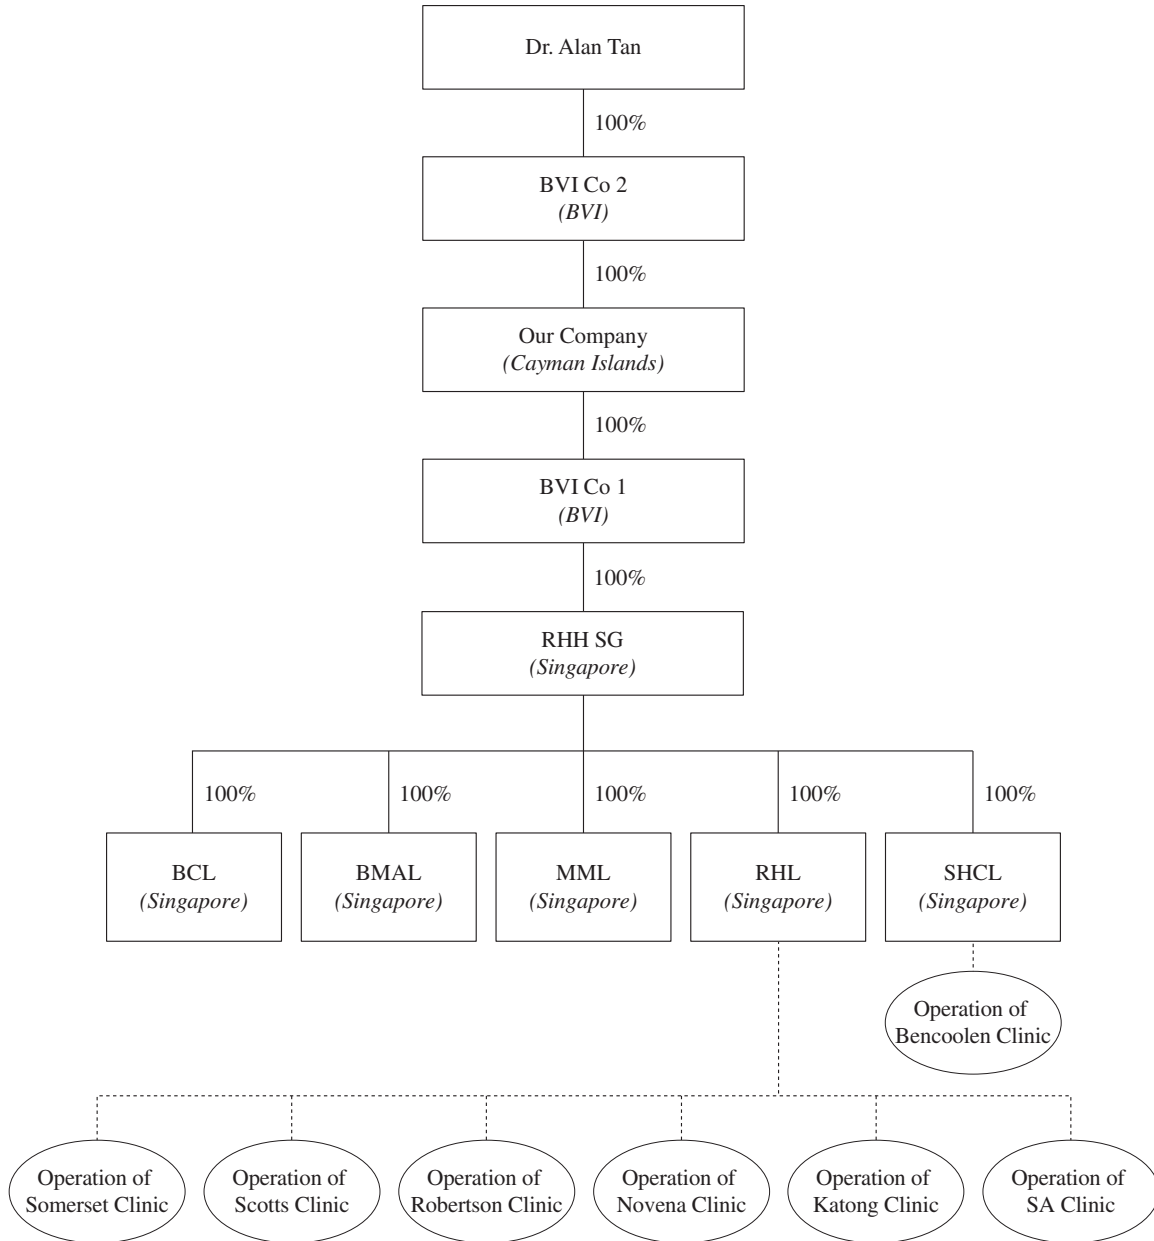 Dr. Alan Tan
100%
BVI Co 2
(BVI)
100%
Our Company
(Cayman Islands)
100%
BVI Co 1
(BVI)
100%
RHH SG
(Singapore)
100%
100%
100%
100%
100%
BCL
(Singapore)
BMAL
(Singapore)
MML
(Singapore)
RHL
(Singapore)
SHCL
(Singapore)
Operation of
Bencoolen Clinic
Operation of
Somerset Clinic
Operation of
Scotts Clinic
Operation of
Robertson Clinic
Operation of
Novena Clinic
Operation of
Katong Clinic
Operation of
SA Clinic